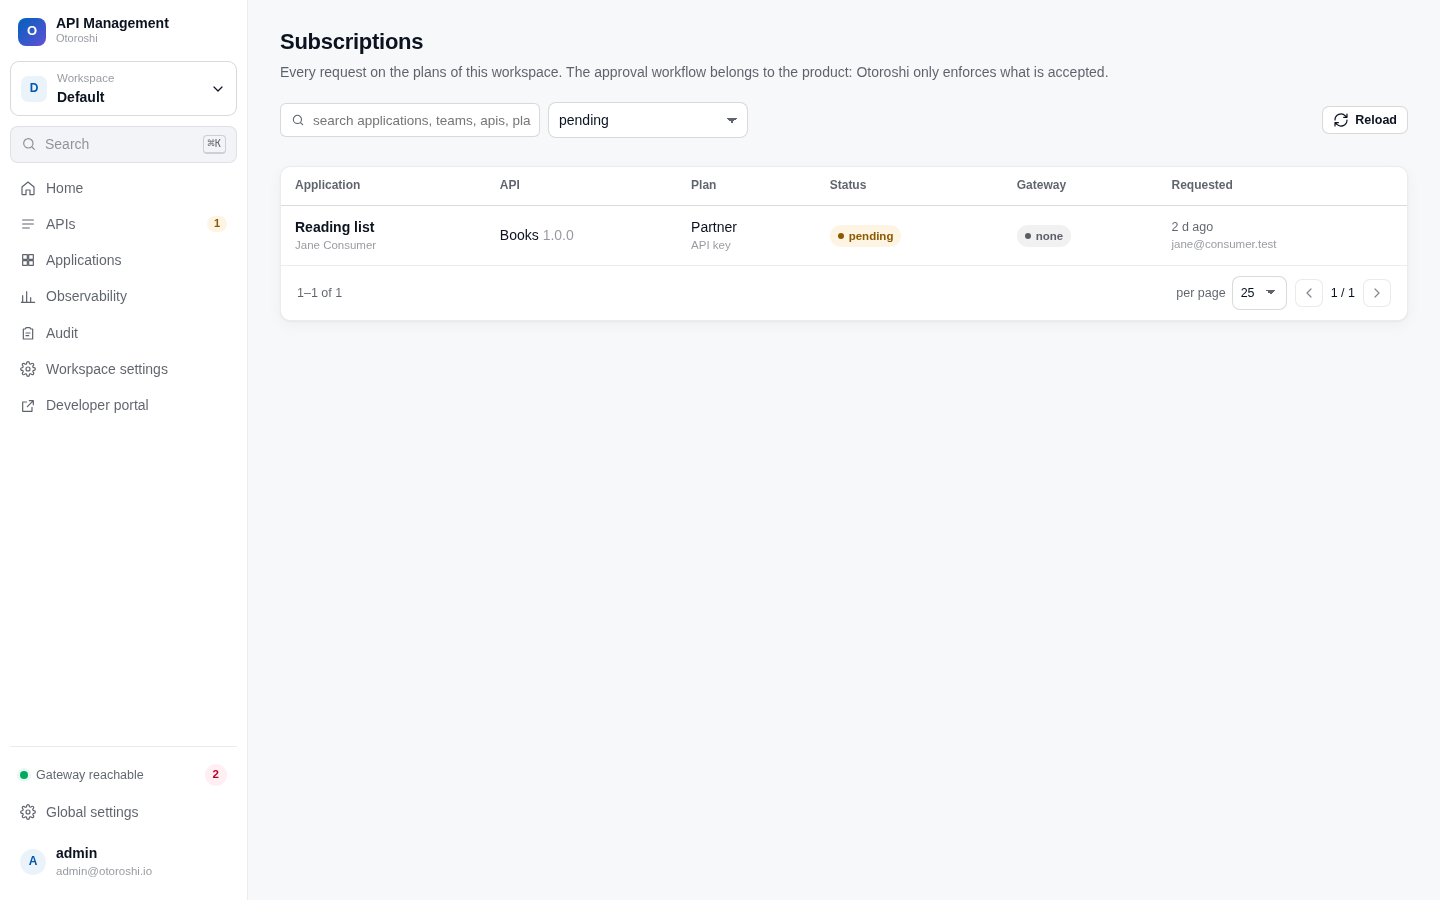 O
API Management
Otoroshi
D
Workspace
Default
Search
⌘K
Home
APIs
1
Applications
Observability
Audit
Workspace settings
Developer portal
Gateway reachable
2
Global settings
A
admin
admin@otoroshi.io
Subscriptions
Every request on the plans of this workspace. The approval workflow belongs to the product: Otoroshi only enforces what is accepted.
search applications, teams, apis, pla
pending
Reload
Application API Plan Status Gateway Requested
Reading list
Jane Consumer
Books 1.0.0
Partner
API key
pending
none
2 d ago
jane@consumer.test
1–1 of 1
per page 25 1 / 1